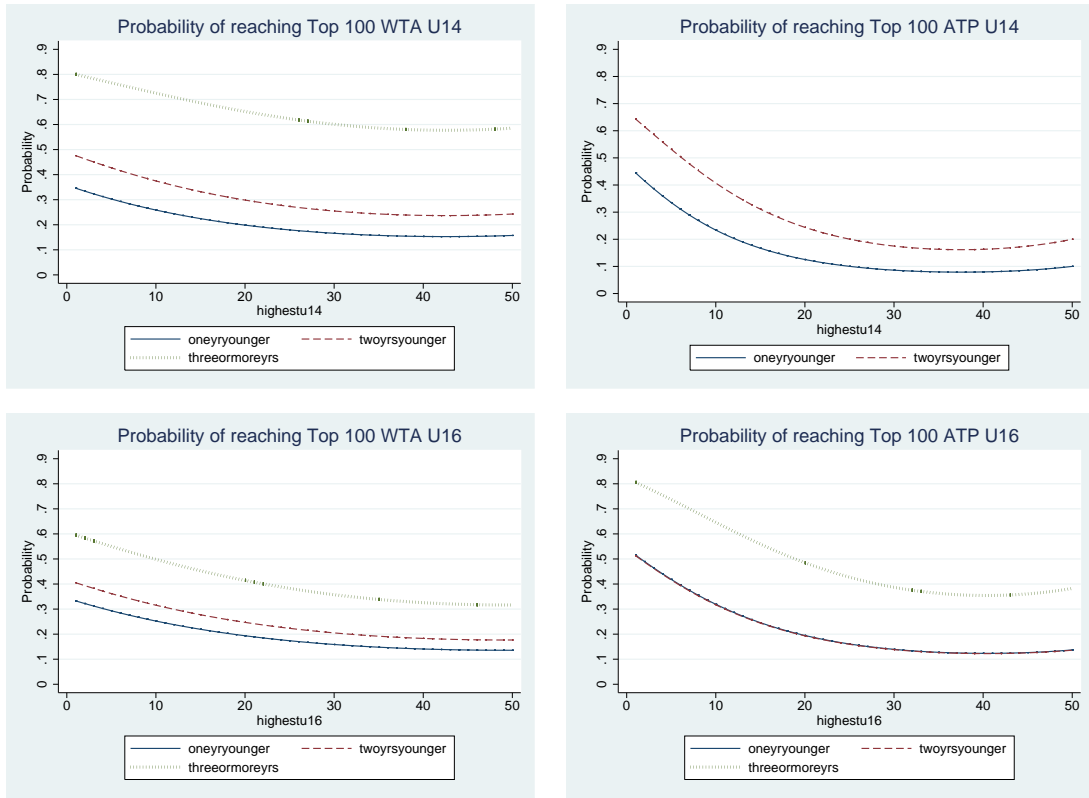 Probability of reaching Top 100 WTA U14
Probability
.9
.8
.7
.6
.5
.4
.3
.2
.1
0
0 10 20 30 40 50
highestu14
oneyryounger twoyrsyounger
threeormoreyrs
Probability of reaching Top 100 ATP U14
Probability
.9
.8
.7
.6
.5
.4
.3
.2
.1
0
0 10 20 30 40 50
highestu14
oneyryounger twoyrsyounger
Probability of reaching Top 100 WTA U16
Probability
.9
.8
.7
.6
.5
.4
.3
.2
.1
0
0 10 20 30 40 50
highestu16
oneyryounger twoyrsyounger
threeormoreyrs
Probability of reaching Top 100 ATP U16
Probability
.9
.8
.7
.6
.5
.4
.3
.2
.1
0
0 10 20 30 40 50
highestu16
oneyryounger twoyrsyounger
threeormoreyrs